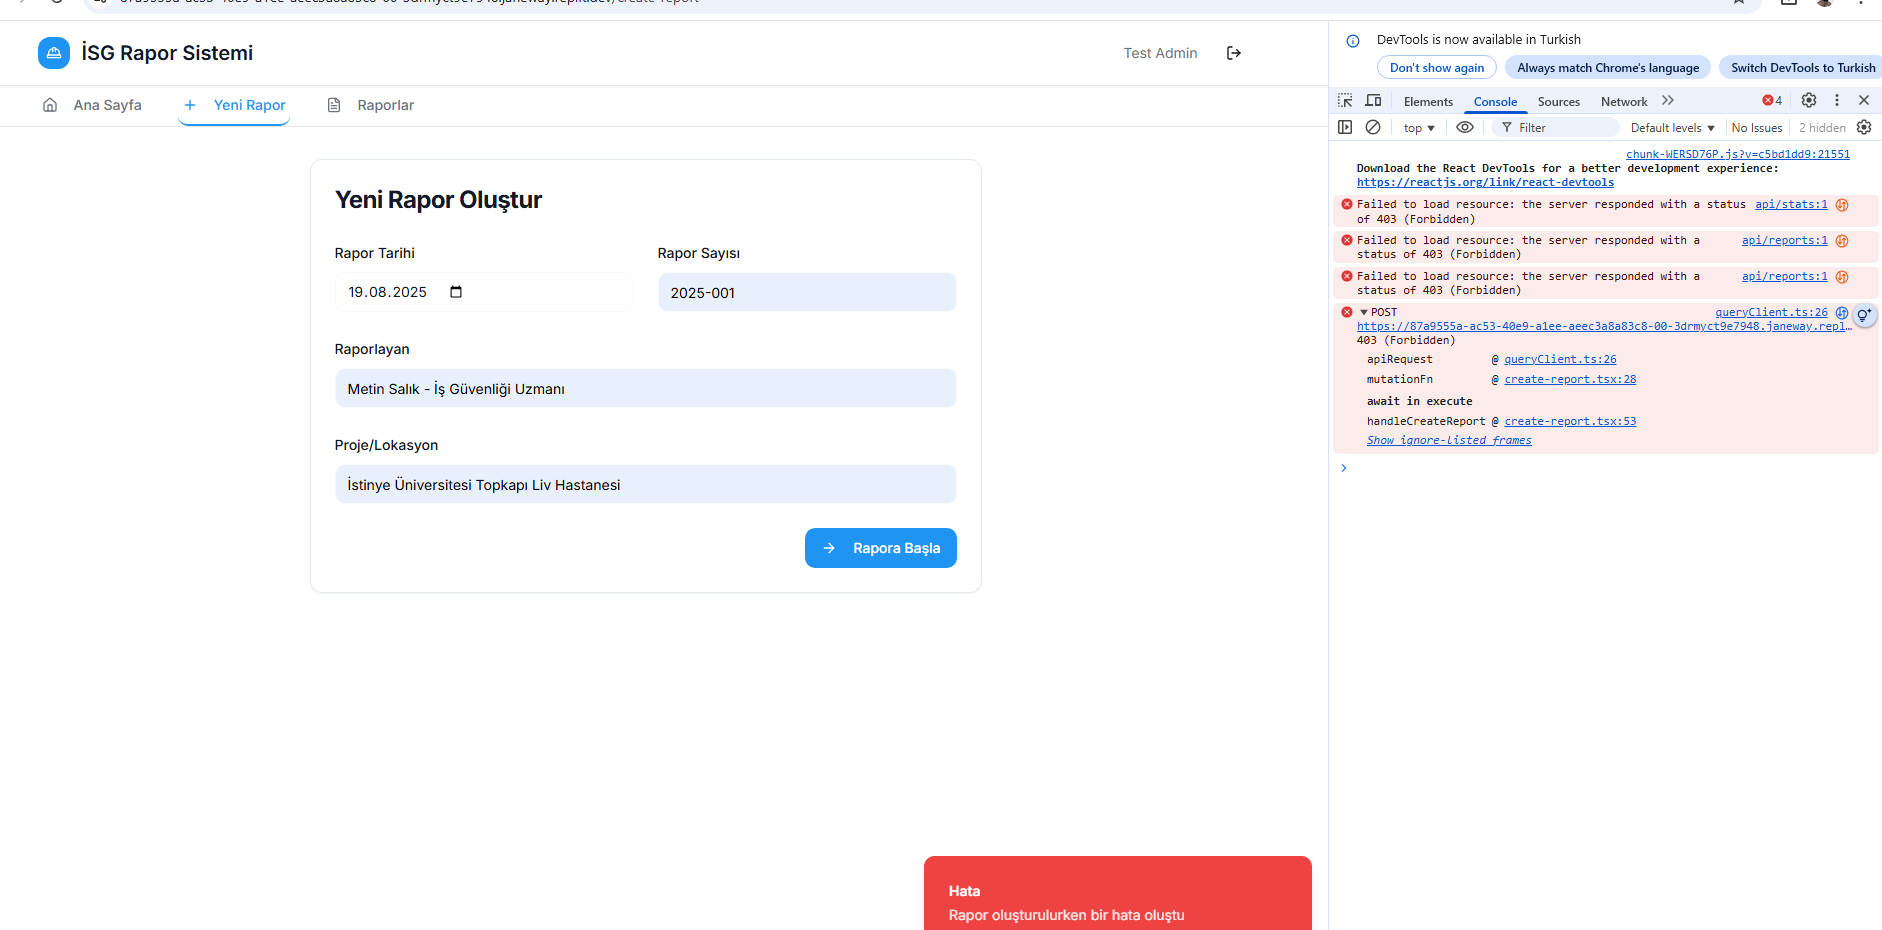 İSG Rapor Sistemi
Test Admin
Ana Sayfa
Yeni Rapor
Raporlar
Yeni Rapor Oluştur
Rapor Tarihi
Rapor Sayısı
19.08.2025
2025-001
Raporlayan
Metin Salık - İş Güvenliği Uzmanı
Proje/Lokasyon
İstinye Üniversitesi Topkapı Liv Hastanesi
Rapora Başla
Hata
Rapor oluşturulurken bir hata oluştu
DevTools is now available in Turkish
Don't show again
Always match Chrome's language
Switch DevTools to Turkish
Elements
Console
Sources
Network
4
top
Filter
Default levels
No Issues
2 hidden
chunk-WERSD76P.js?v=c5bd1dd9:21551
Download the React DevTools for a better development experience:
https://reactjs.org/link/react-devtools
Failed to load resource: the server responded with a status api/stats:1
of 403 (Forbidden)
Failed to load resource: the server responded with a api/reports:1
status of 403 (Forbidden)
Failed to load resource: the server responded with a api/reports:1
status of 403 (Forbidden)
POST queryClient.ts:26
https://87a9555a-ac53-40e9-a1ee-aeec3a8a83c8-00-3drmyct9e7948.janeway.repl…
403 (Forbidden)
apiRequest @ queryClient.ts:26
mutationFn @ create-report.tsx:28
await in execute
handleCreateReport @ create-report.tsx:53
Show ignore-listed frames